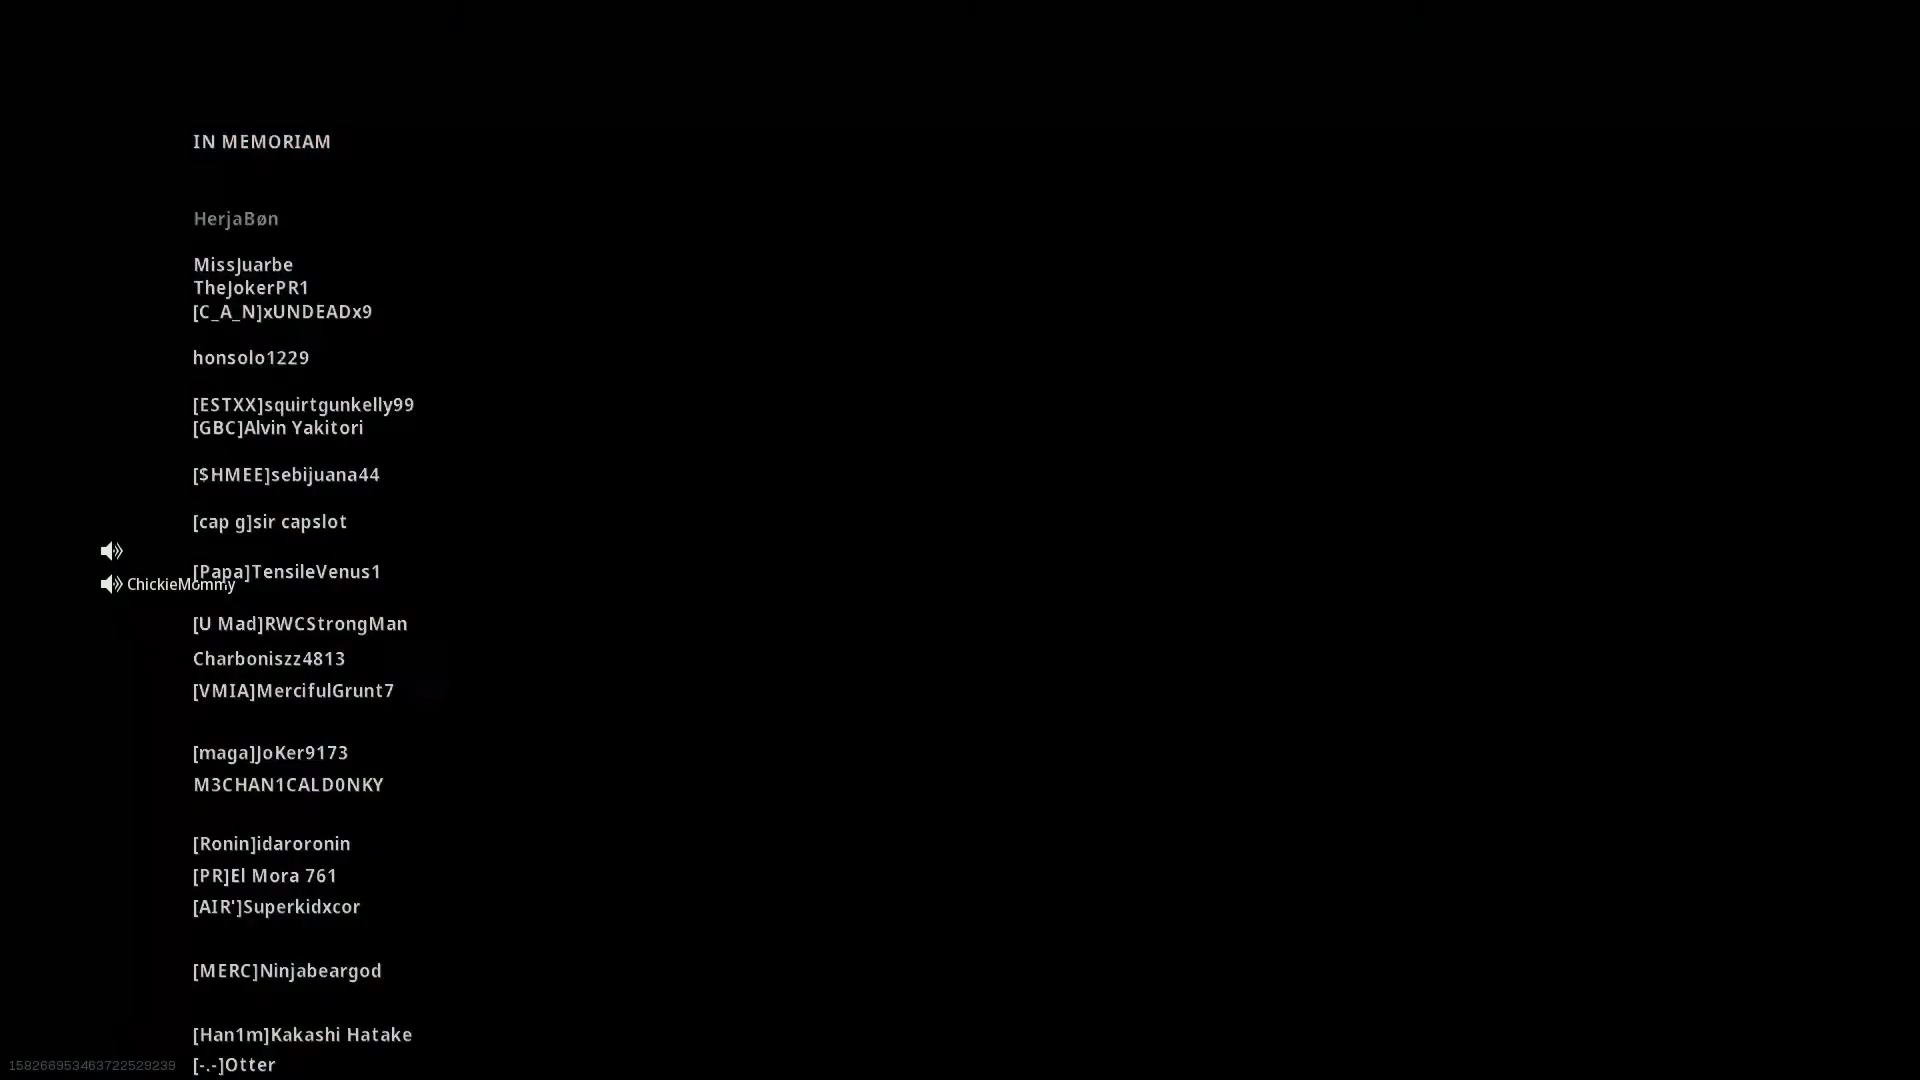 IN MEMORIAM
HerjaBøn
MissJuarbe
TheJokerPR1
[C_A_N]xUNDEADx9
honsolo1229
[ESTXX]squirtgunkelly99
[GBC]Alvin Yakitori
[$HMEE]sebijuana44
[cap g]sir capslot
[Papa]TensileVenus1
ChickieMommy
[U Mad]RWCStrongMan
Charboniszz4813
[VMIA]MercifulGrunt7
[maga]JoKer9173
M3CHAN1CALD0NKY
[Ronin]idaroronin
[PR]El Mora 761
[AIR']Superkidxcor
[MERC]Ninjabeargod
[Han1m]Kakashi Hatake
[-.-]Otter
158266953463722529239